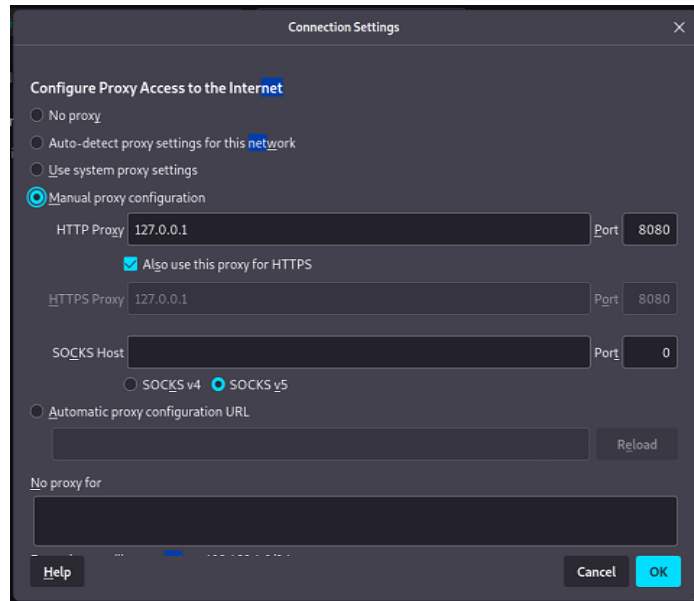 Connection Settings
Configure Proxy Access to the Internet
No proxy
Auto-detect proxy settings for this network
Use system proxy settings
Manual proxy configuration
HTTP Proxy 127.0.0.1 Port 8080
Also use this proxy for HTTPS
HTTPS Proxy 127.0.0.1 Port 8080
SOCKS Host Port 0
SOCKS v4 SOCKS v5
Automatic proxy configuration URL
Reload
No proxy for
Help Cancel OK